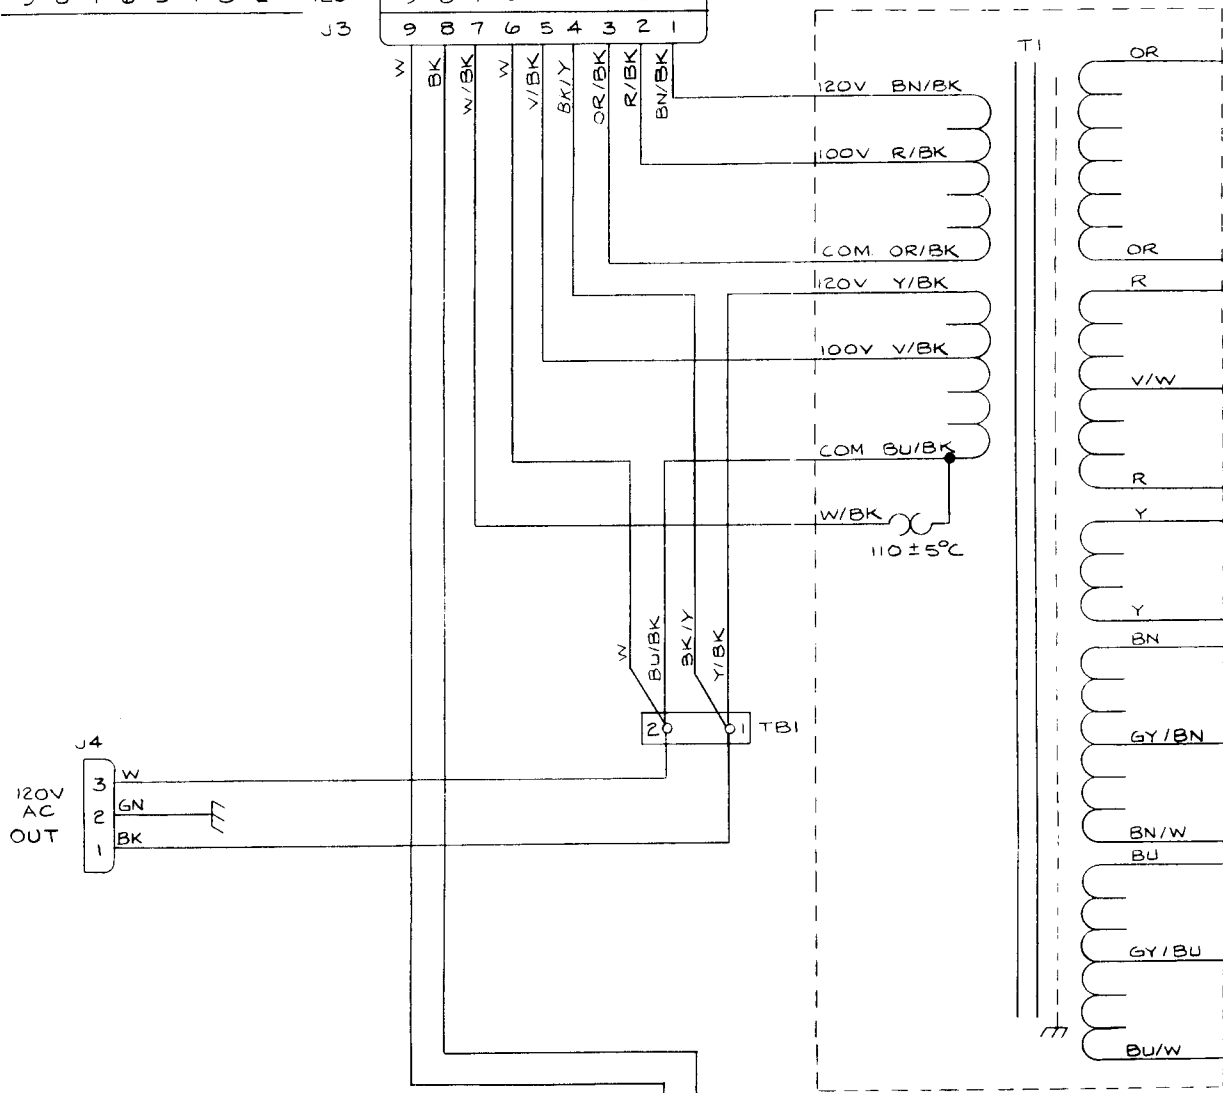 J3 9 8 7 6 5 4 3 2 1
W BK W/BK W V/BK BK/Y OR/BK R/BK BN/BK
T1
120V BN/BK
100V R/BK
COM. OR/BK
120V Y/BK
100V V/BK
COM BU/BK
W/BK
110 ± 5°C
OR
OR
R
V/W
R
Y
Y
BN
GY/BN
BN/W
BU
GY/BU
BU/W
W BU/BK BK/Y Y/BK
2 1 TB1
J4
120V
AC
OUT
3 W
2 GN
1 BK